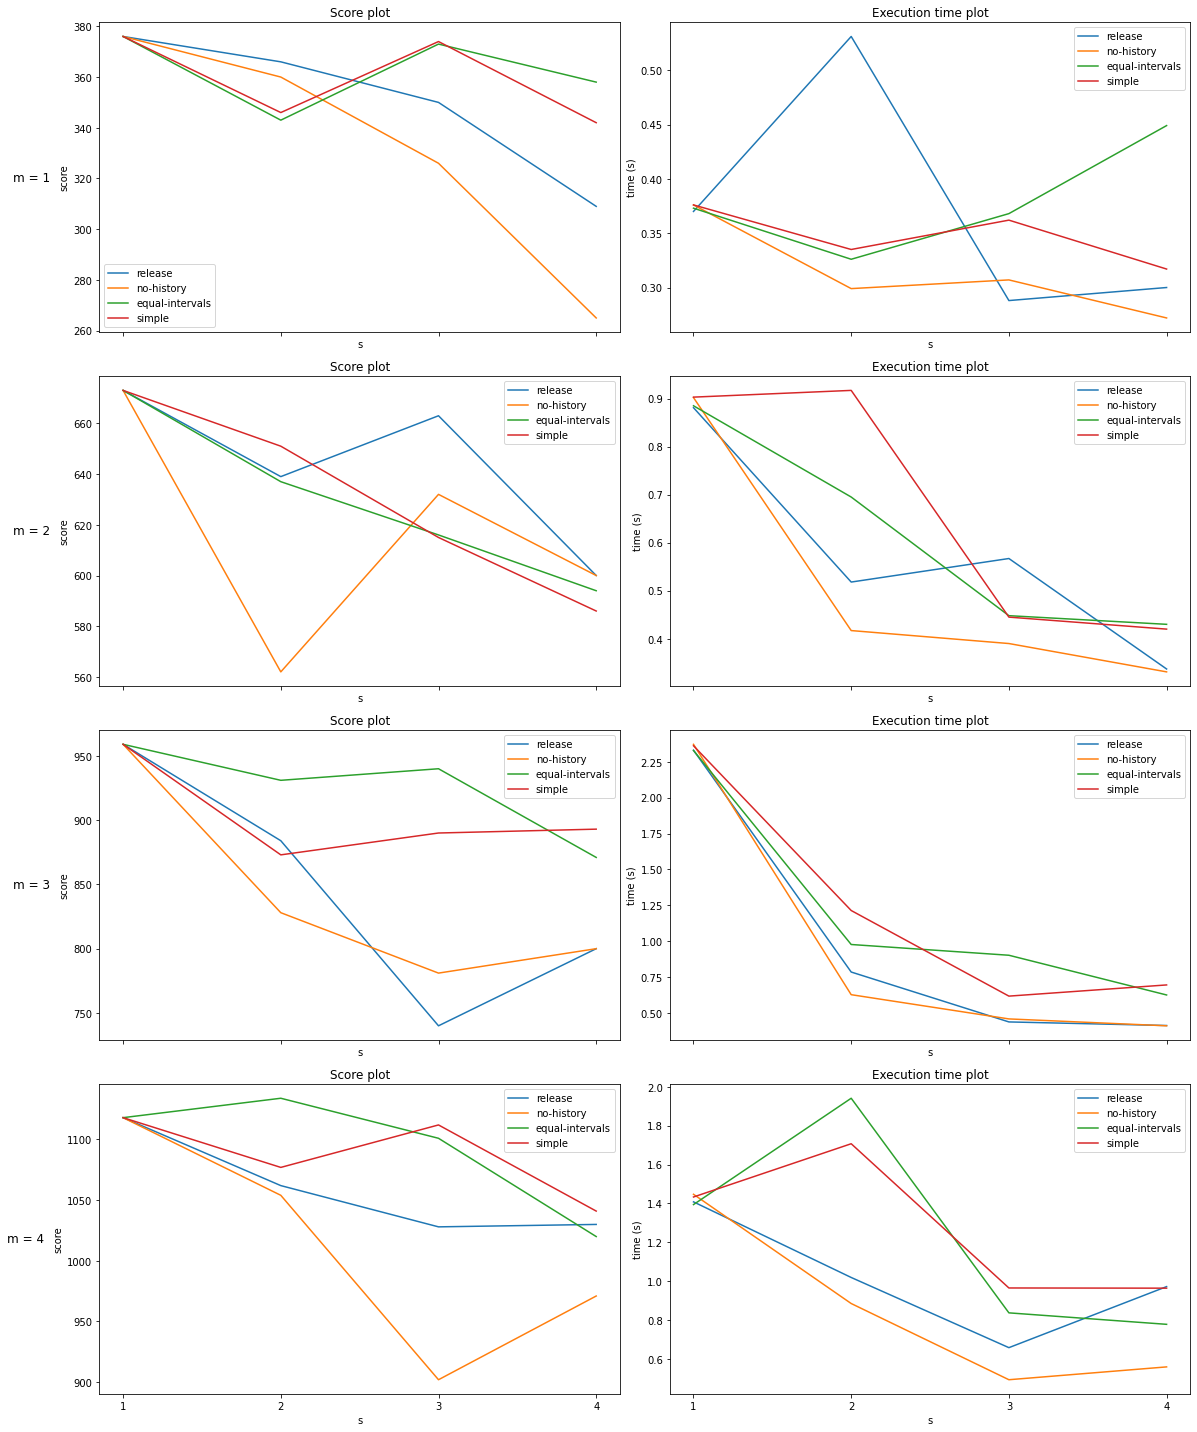 Score plot
380
360
340
320
300
280
260
score
s
m = 1
release
no-history
equal-intervals
simple
Execution time plot
0.50
0.45
0.40
0.35
0.30
time (s)
s
release
no-history
equal-intervals
simple
Score plot
660
640
620
600
580
560
score
s
m = 2
release
no-history
equal-intervals
simple
Execution time plot
0.9
0.8
0.7
0.6
0.5
0.4
time (s)
s
release
no-history
equal-intervals
simple
Score plot
950
900
850
800
750
score
s
m = 3
release
no-history
equal-intervals
simple
Execution time plot
2.25
2.00
1.75
1.50
1.25
1.00
0.75
0.50
time (s)
s
release
no-history
equal-intervals
simple
Score plot
1100
1050
1000
950
900
score
1 2 3 4
s
m = 4
release
no-history
equal-intervals
simple
Execution time plot
2.0
1.8
1.6
1.4
1.2
1.0
0.8
0.6
time (s)
1 2 3 4
s
release
no-history
equal-intervals
simple